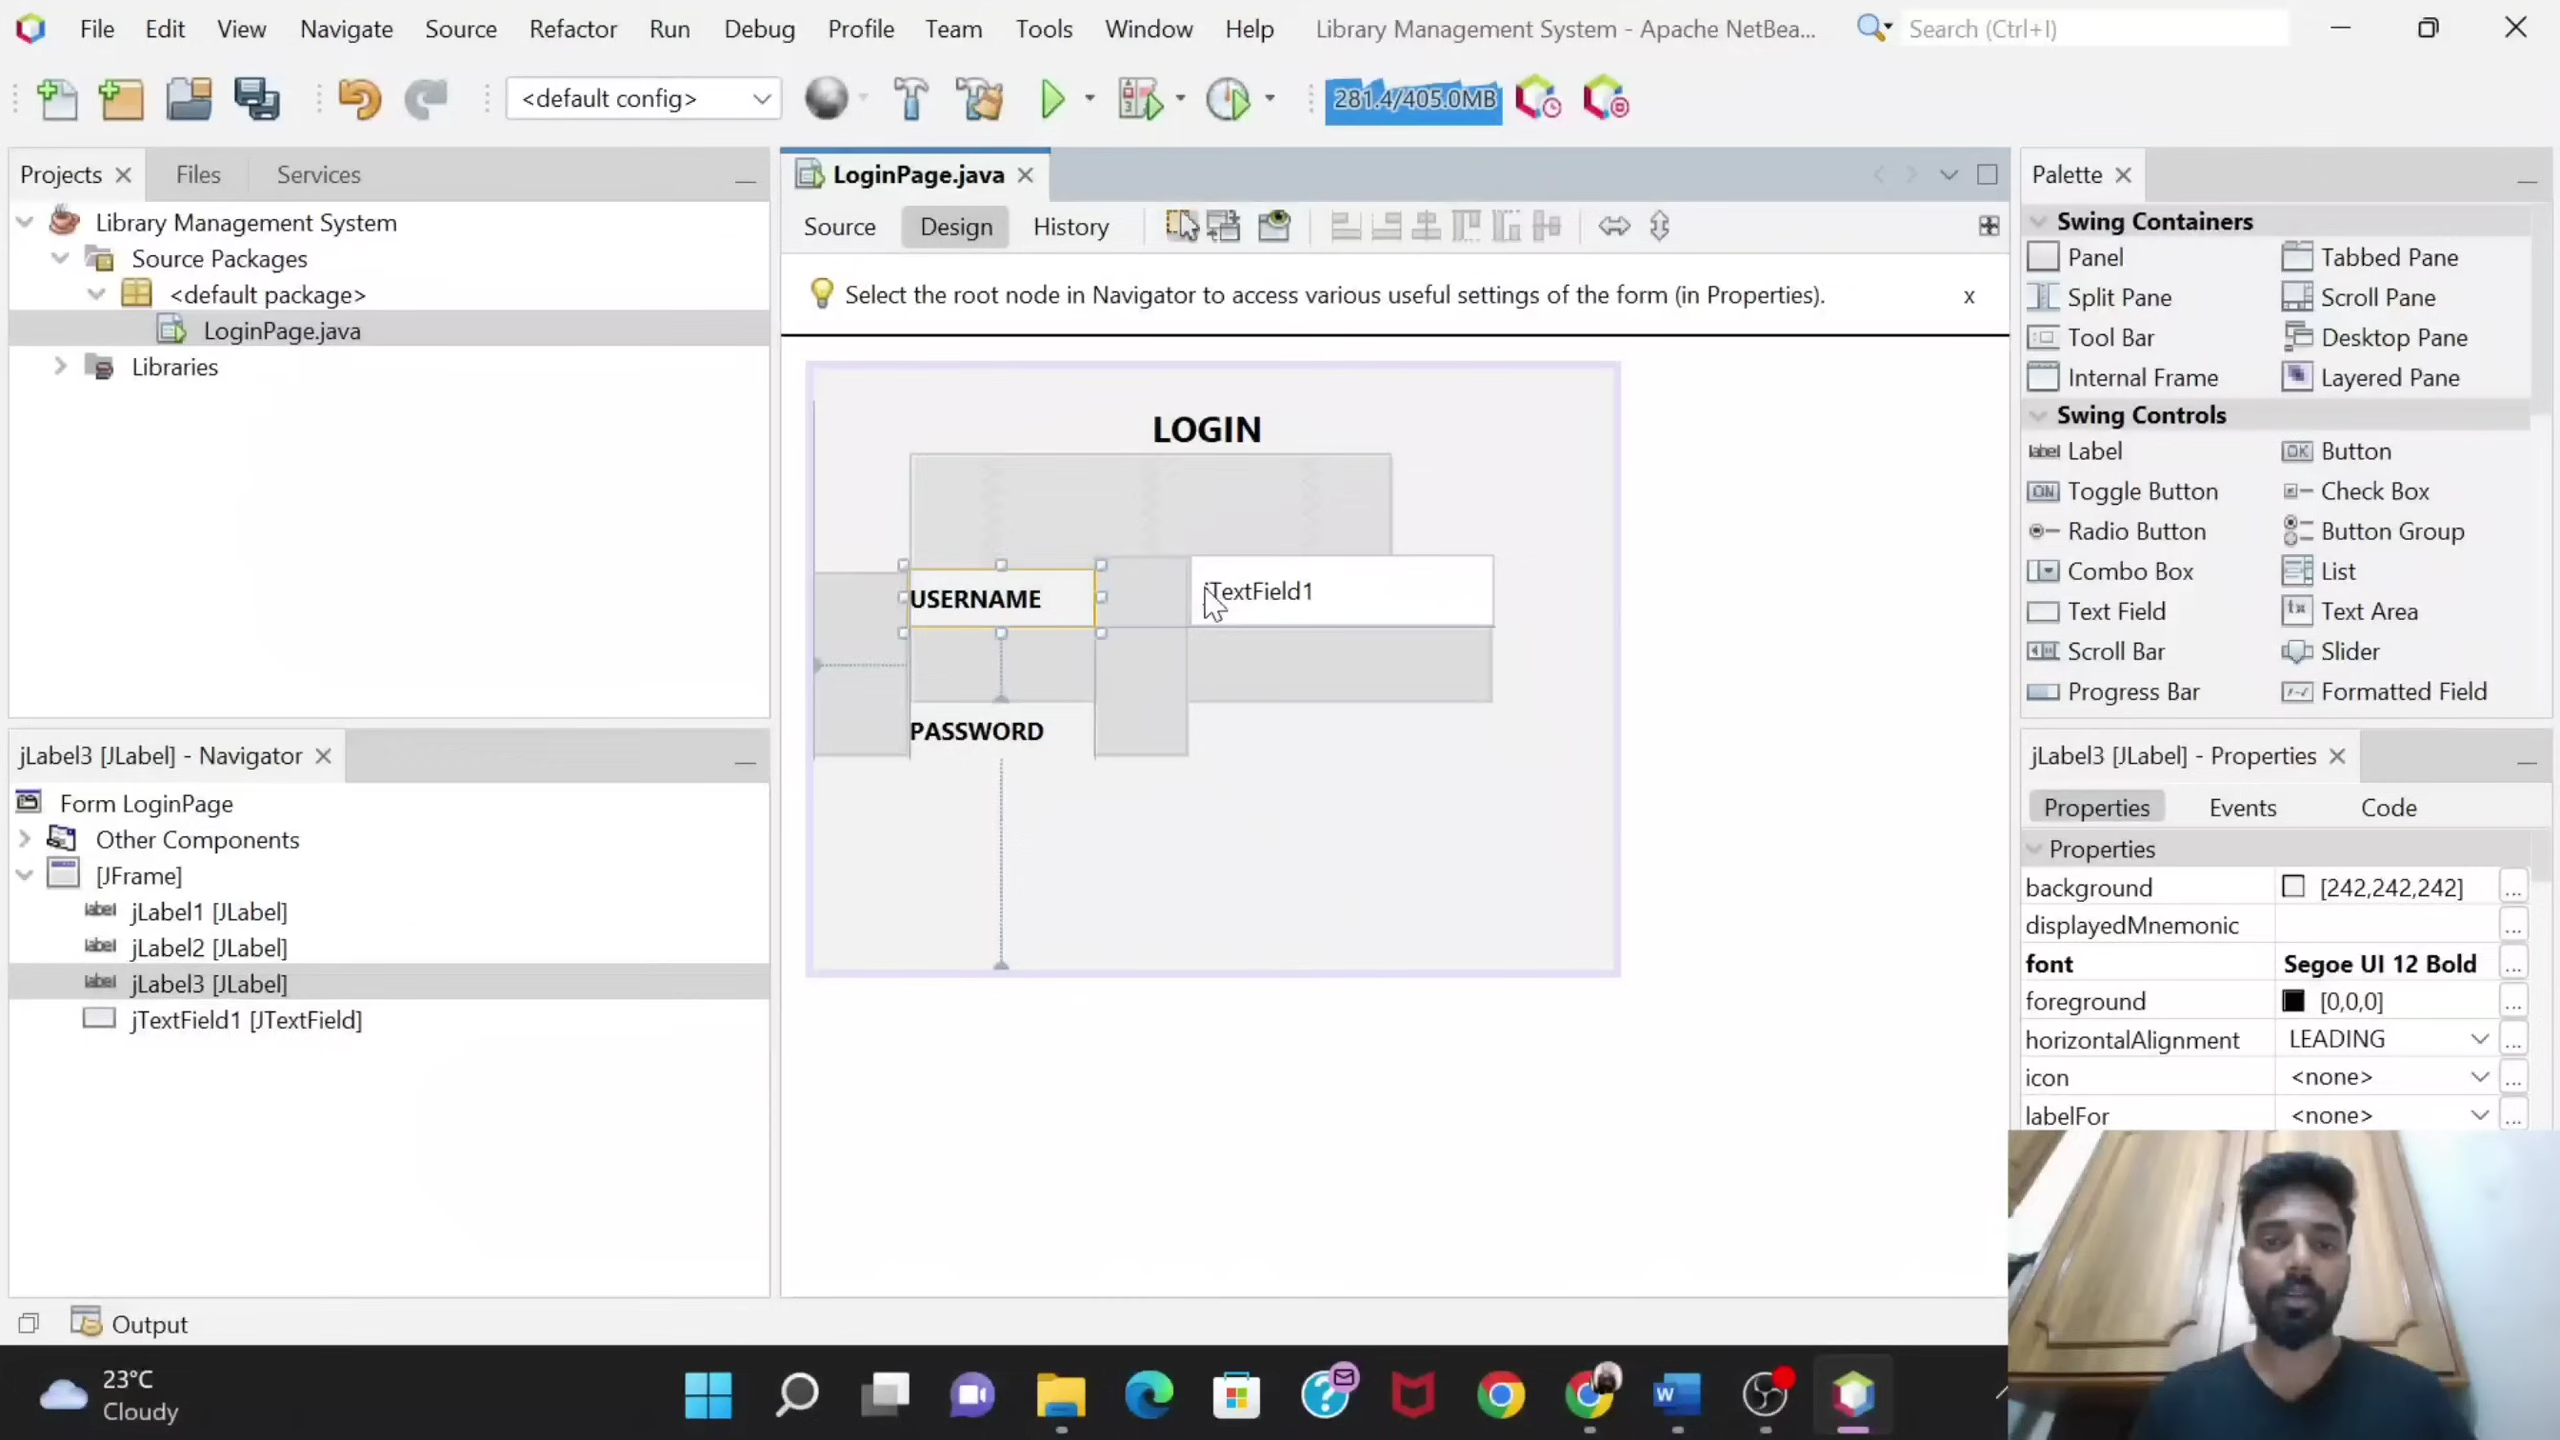 File Edit View Navigate Source Refactor Run Debug Profile Team Tools Window Help Library Management System - Apache NetBea... Search (Ctrl+I)
<default config> 281.4/405.0MB
Projects Files Services
Library Management System
Source Packages
<default package>
LoginPage.java
Libraries
jLabel3 [JLabel] - Navigator
Form LoginPage
Other Components
[JFrame]
label jLabel1 [JLabel]
label jLabel2 [JLabel]
label jLabel3 [JLabel]
jTextField1 [JTextField]
Output
LoginPage.java
Source Design History
Select the root node in Navigator to access various useful settings of the form (in Properties). x
LOGIN
USERNAME
jTextField1
PASSWORD
Palette
Swing Containers
Panel Tabbed Pane
Split Pane Scroll Pane
Tool Bar Desktop Pane
Internal Frame Layered Pane
Swing Controls
label Label OK Button
ON Toggle Button Check Box
Radio Button Button Group
Combo Box List
Text Field Text Area
Scroll Bar Slider
Progress Bar Formatted Field
jLabel3 [JLabel] - Properties
Properties Events Code
Properties
background [242,242,242] ...
displayedMnemonic ...
font Segoe UI 12 Bold ...
foreground [0,0,0] ...
horizontalAlignment LEADING ...
icon <none> ...
labelFor <none> ...
23°C
Cloudy